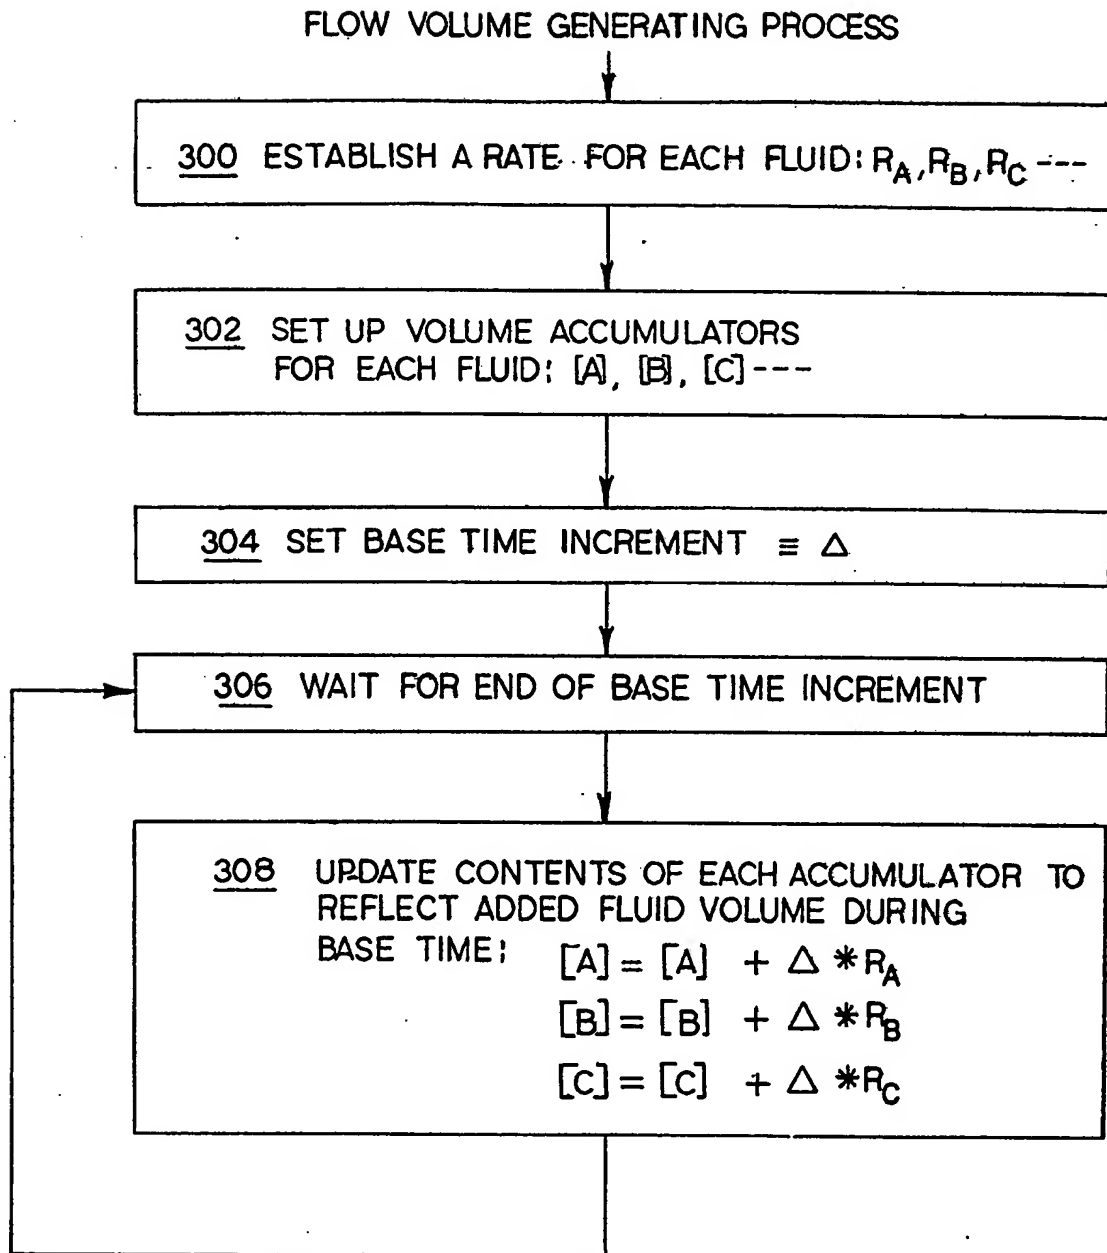 FLOW VOLUME GENERATING PROCESS
300 ESTABLISH A RATE FOR EACH FLUID: R_A, R_B, R_C ---
302 SET UP VOLUME ACCUMULATORS
FOR EACH FLUID: [A], [B], [C] ---
304 SET BASE TIME INCREMENT ≡ Δ
306 WAIT FOR END OF BASE TIME INCREMENT
308 UPDATE CONTENTS OF EACH ACCUMULATOR TO
REFLECT ADDED FLUID VOLUME DURING
BASE TIME: [A] = [A] + Δ * R_A
[B] = [B] + Δ * R_B
[C] = [C] + Δ * R_C